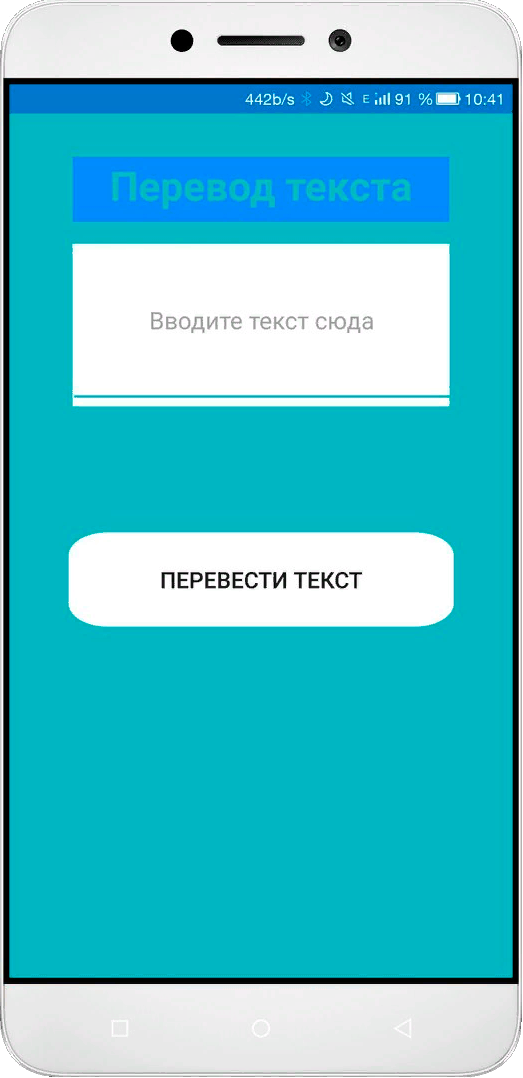 442b/s E 91 % 10:41
Перевод текста
Вводите текст сюда
ПЕРЕВЕСТИ ТЕКСТ